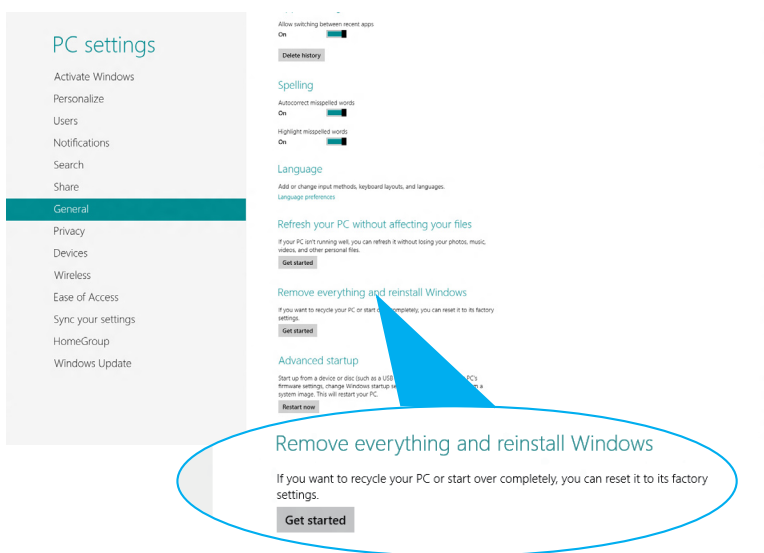 PC settings
Activate Windows
Personalize
Users
Notifications
Search
Share
General
Privacy
Devices
Wireless
Ease of Access
Sync your settings
HomeGroup
Windows Update
Allow switching between recent apps
On
Delete history
Spelling
Autocorrect misspelled words
On
Highlight misspelled words
On
Language
Add or change input methods, keyboard layouts, and languages.
Language preferences
Refresh your PC without affecting your files
If your PC isn't running well, you can refresh it without losing your photos, music,
videos, and other personal files.
Get started
Remove everything and reinstall Windows
If you want to recycle your PC or start completely, you can reset it to its factory
settings.
Get started
Advanced startup
Start up from a device or disc (such as a USB PC's
firmware settings, change Windows startup a
system image. This will restart your PC.
Restart now
Remove everything and reinstall Windows
If you want to recycle your PC or start over completely, you can reset it to its factory
settings.
Get started